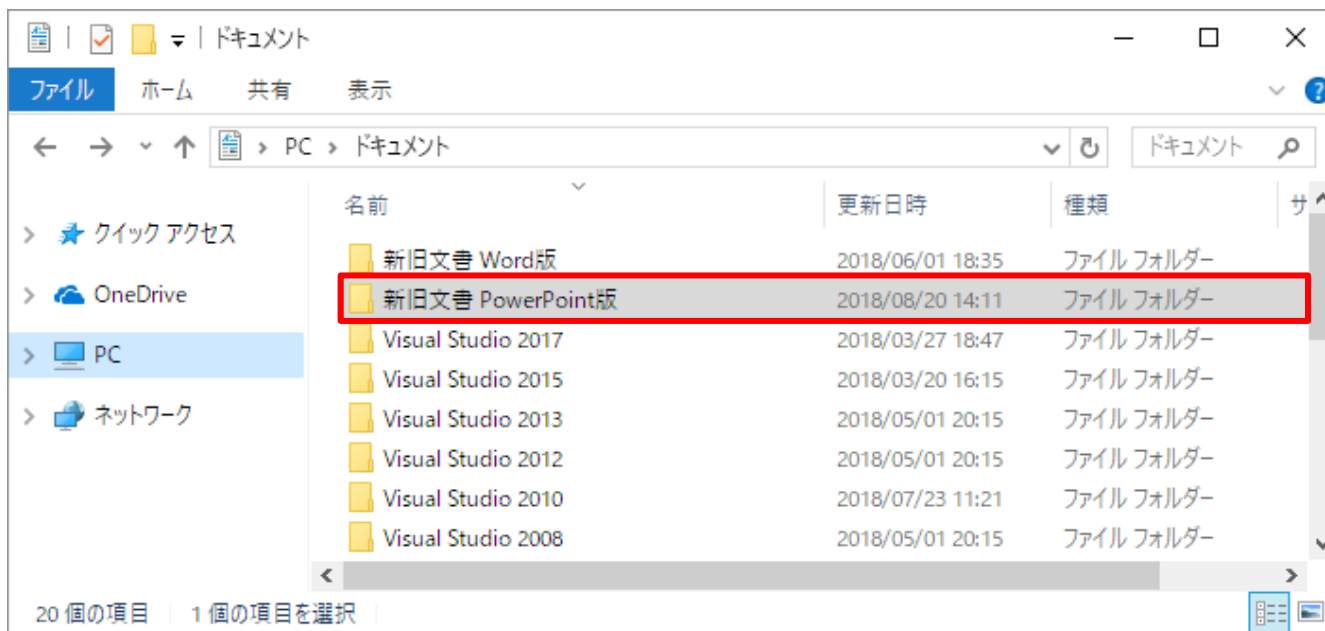 ドキュメント
ファイル ホーム 共有 表示
PC ドキュメント ドキュメント
名前 更新日時 種類 サ
クイック アクセス
OneDrive
PC
ネットワーク
新旧文書 Word版 2018/06/01 18:35 ファイル フォルダー
新旧文書 PowerPoint版 2018/08/20 14:11 ファイル フォルダー
Visual Studio 2017 2018/03/27 18:47 ファイル フォルダー
Visual Studio 2015 2018/03/20 16:15 ファイル フォルダー
Visual Studio 2013 2018/05/01 20:15 ファイル フォルダー
Visual Studio 2012 2018/05/01 20:15 ファイル フォルダー
Visual Studio 2010 2018/07/23 11:21 ファイル フォルダー
Visual Studio 2008 2018/05/01 20:15 ファイル フォルダー
20 個の項目 1 個の項目を選択